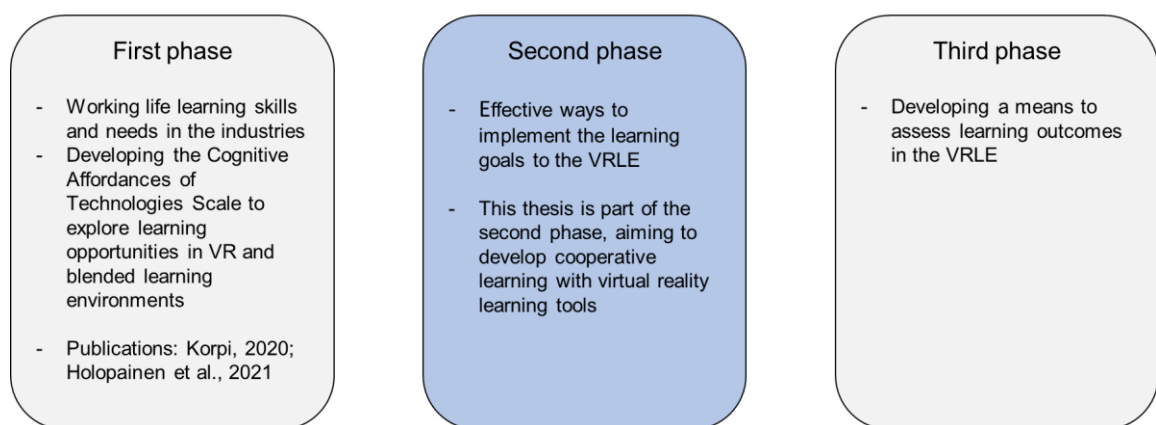 First phase
- Working life learning skills
and needs in the industries
- Developing the Cognitive
Affordances of
Technologies Scale to
explore learning
opportunities in VR and
blended learning
environments
- Publications: Korpi, 2020;
Holopainen et al., 2021
Second phase
- Effective ways to
implement the learning
goals to the VRLE
- This thesis is part of the
second phase, aiming to
develop cooperative
learning with virtual reality
learning tools
Third phase
- Developing a means to
assess learning outcomes
in the VRLE